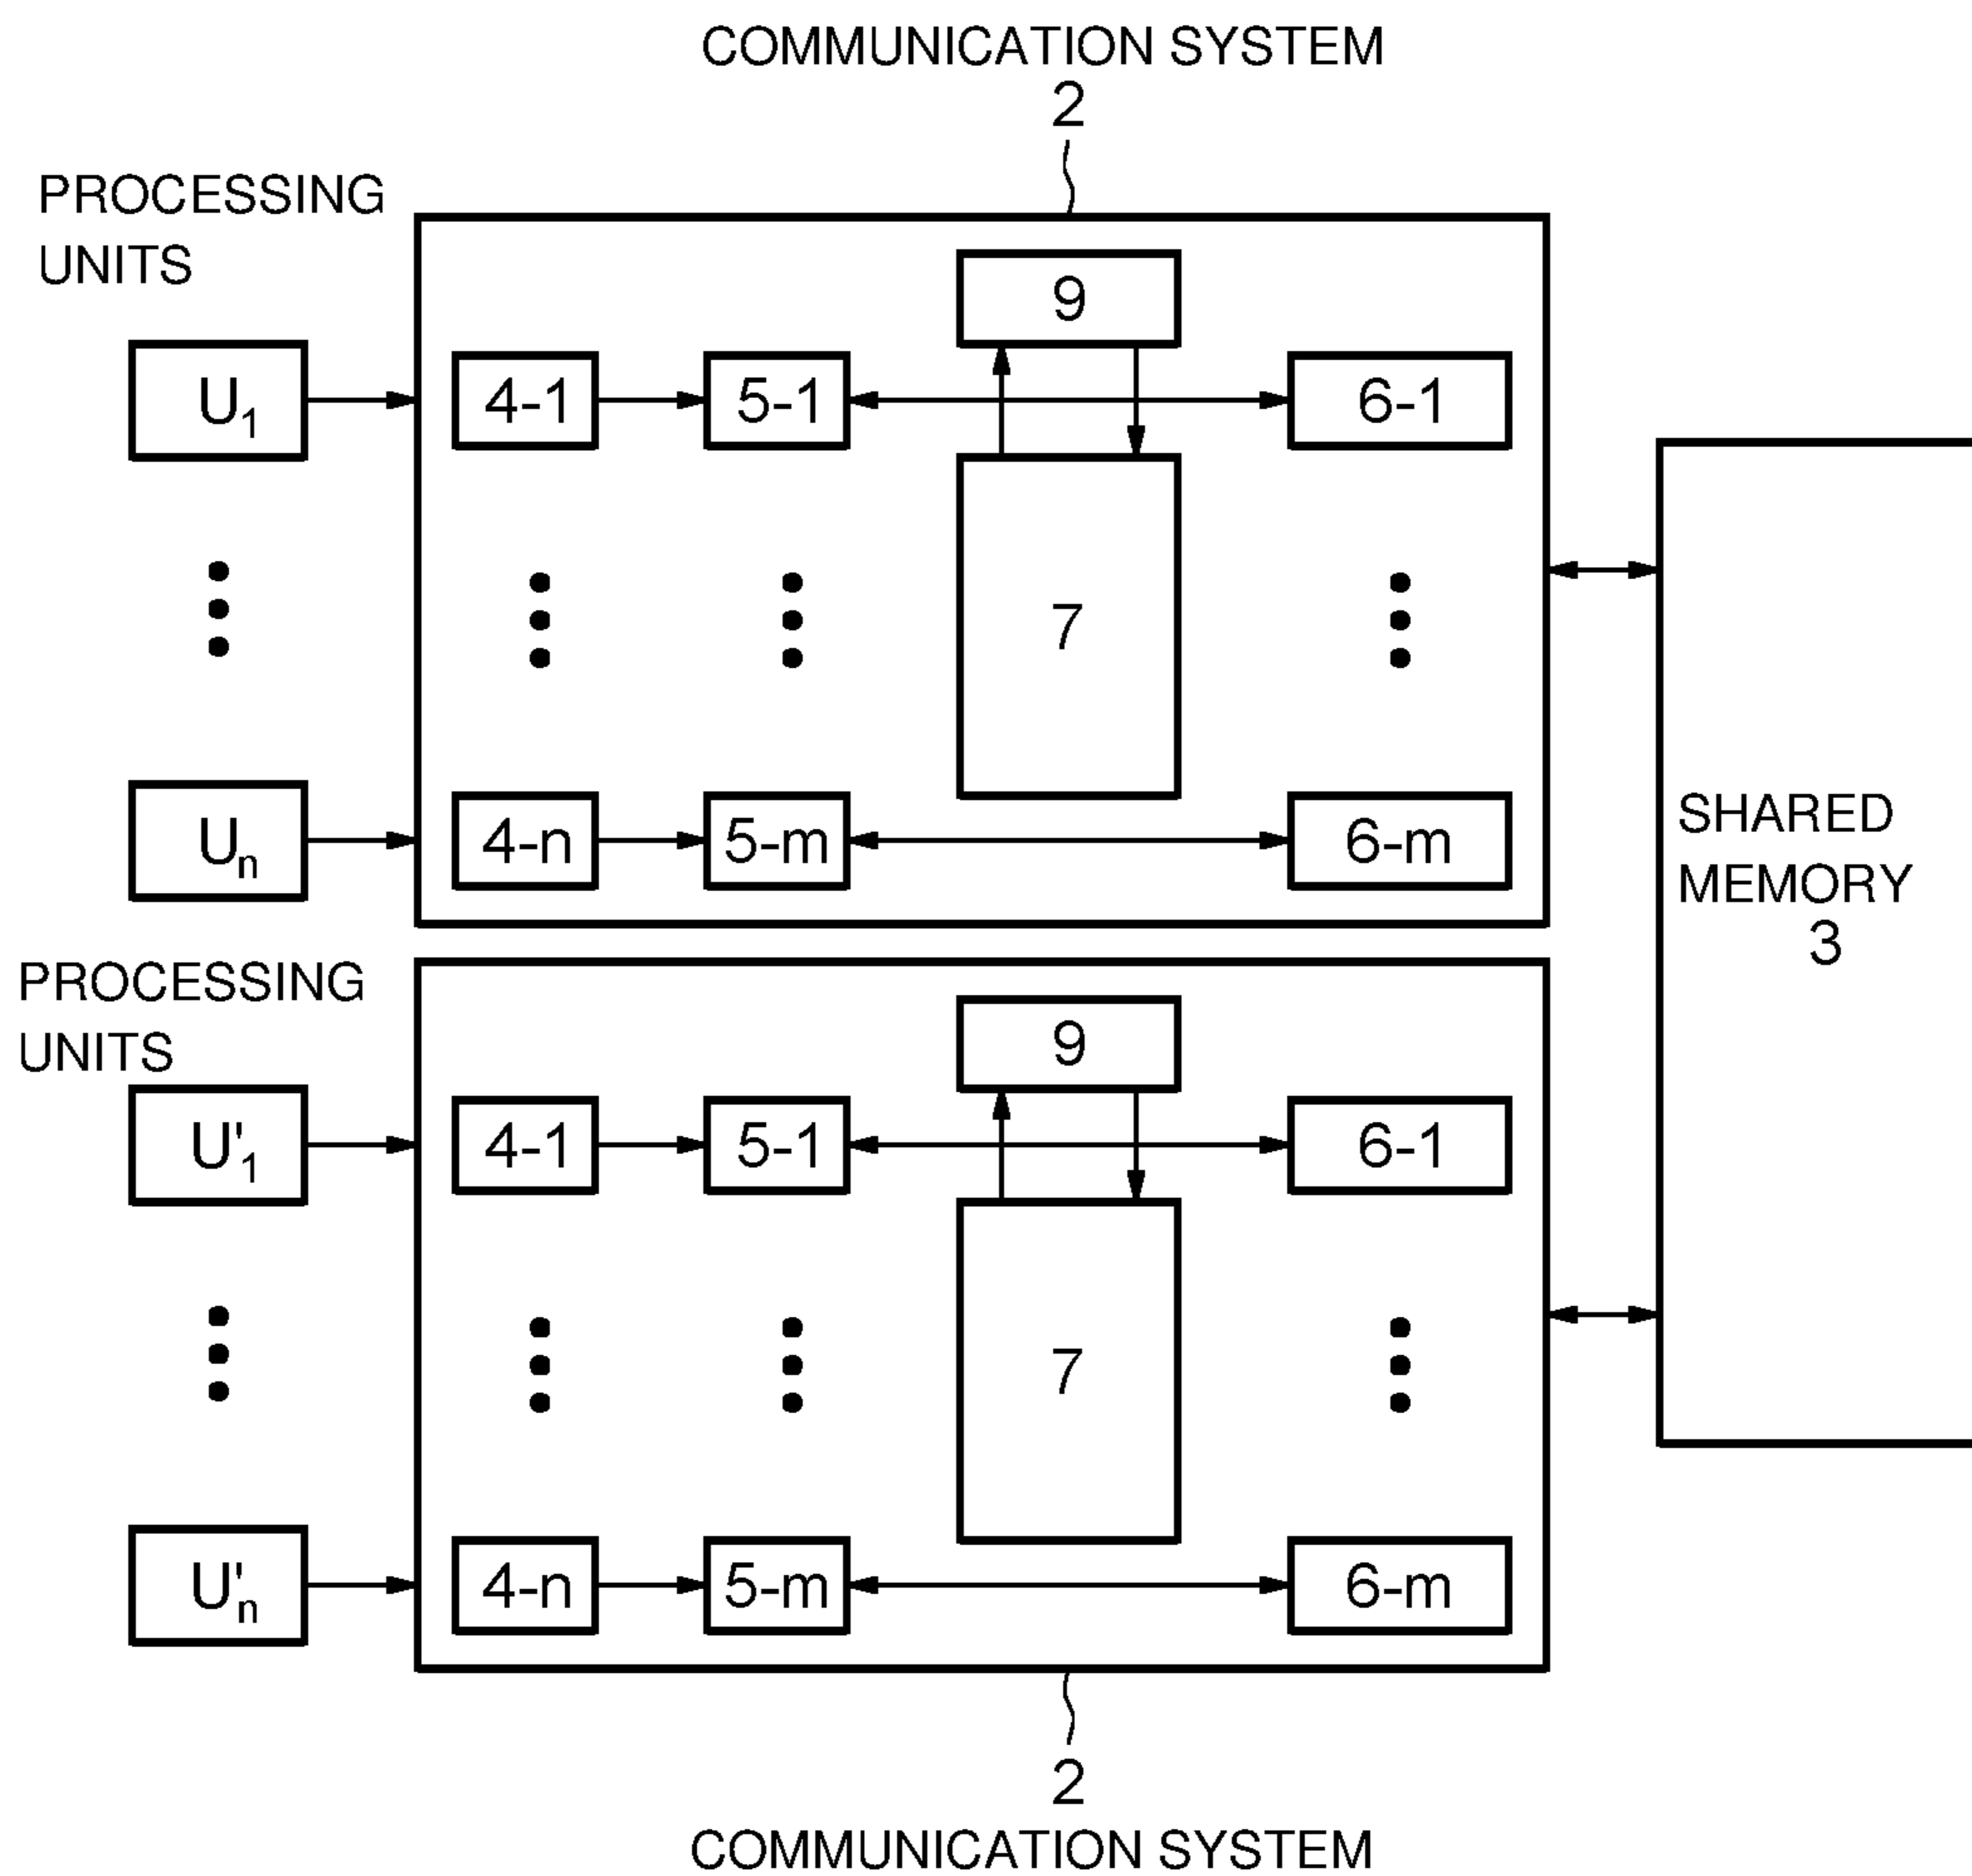 COMMUNICATION SYSTEM
2
PROCESSING
UNITS
9
U1
4-1
5-1
6-1
7
Un
4-n
5-m
6-m
SHARED
MEMORY
3
PROCESSING
UNITS
9
U'1
4-1
5-1
6-1
7
U'n
4-n
5-m
6-m
2
COMMUNICATION SYSTEM